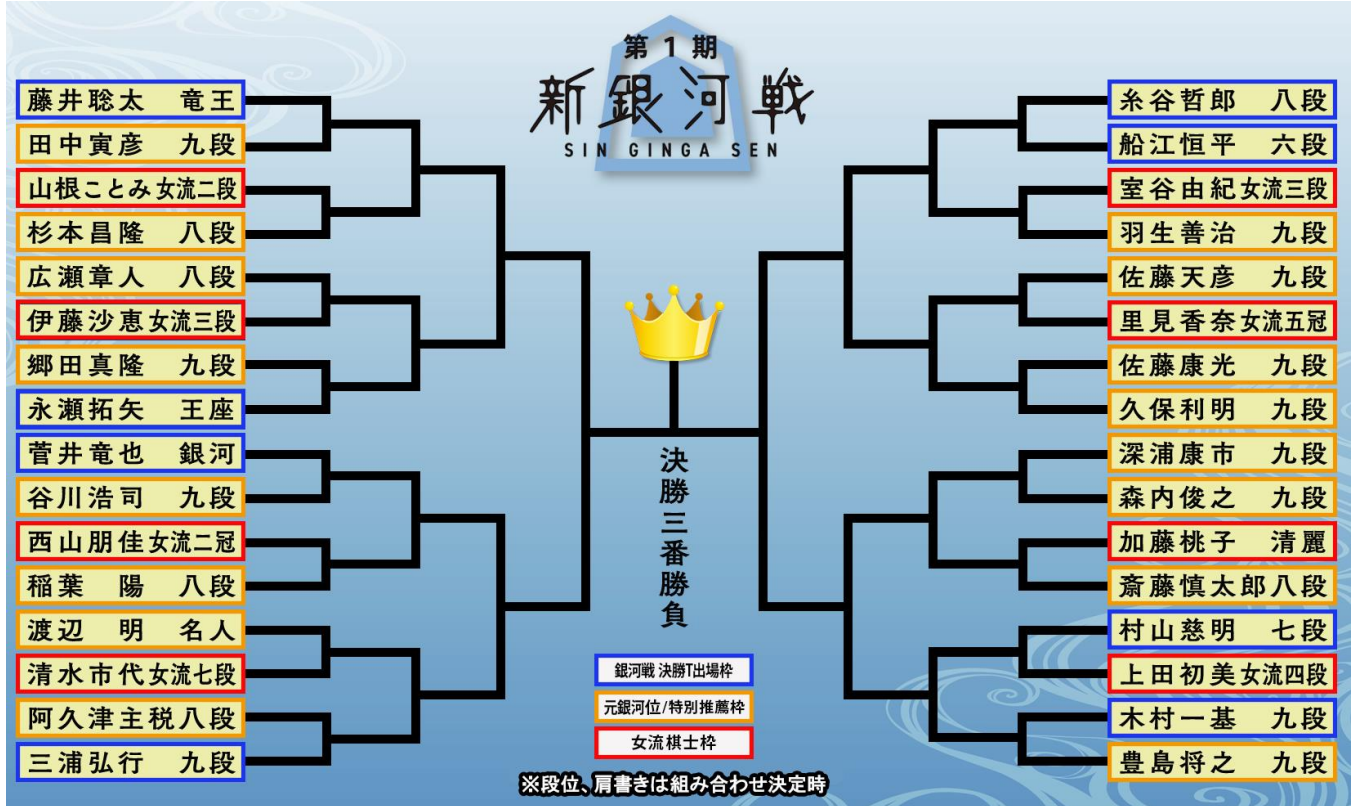 第1期
新銀河戦
SIN GINGA SEN
藤井聡太 竜王
田中寅彦 九段
山根ことみ女流二段
杉本昌隆 八段
広瀬章人 八段
伊藤沙恵女流三段
郷田真隆 九段
永瀬拓矢 王座
菅井竜也 銀河
谷川浩司 九段
西山朋佳女流二冠
稲葉 陽 八段
渡辺 明 名人
清水市代女流七段
阿久津主税八段
三浦弘行 九段
糸谷哲郎 八段
船江恒平 六段
室谷由紀女流三段
羽生善治 九段
佐藤天彦 九段
里見香奈女流五冠
佐藤康光 九段
久保利明 九段
深浦康市 九段
森内俊之 九段
加藤桃子 清麗
斎藤慎太郎八段
村山慈明 七段
上田初美女流四段
木村一基 九段
豊島将之 九段
決勝三番勝負
銀河戦 決勝T出場枠
元銀河位/特別推薦枠
女流棋士枠
※段位、肩書きは組み合わせ決定時